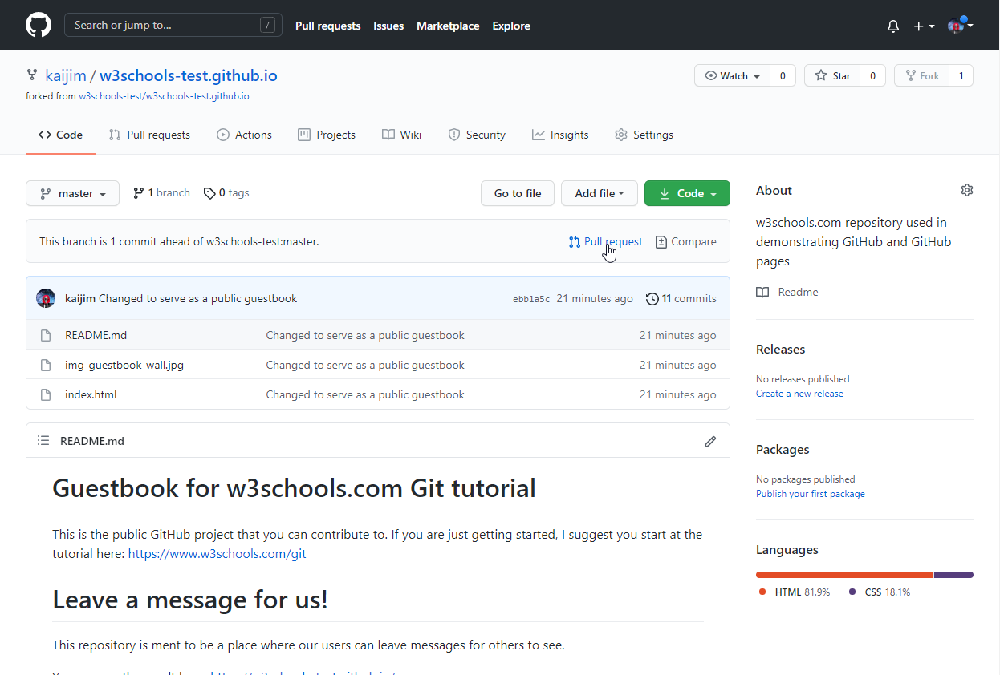 Search or jump to... / Pull requests Issues Marketplace Explore
kaijim / w3schools-test.github.io Watch 0 Star 0 Fork 1
forked from w3schools-test/w3schools-test.github.io
Code Pull requests Actions Projects Wiki Security Insights Settings
master 1 branch 0 tags Go to file Add file Code
This branch is 1 commit ahead of w3schools-test:master. Pull request Compare
kaijim Changed to serve as a public guestbook ebb1a5c 21 minutes ago 11 commits
README.md Changed to serve as a public guestbook 21 minutes ago
img_guestbook_wall.jpg Changed to serve as a public guestbook 21 minutes ago
index.html Changed to serve as a public guestbook 21 minutes ago
README.md
Guestbook for w3schools.com Git tutorial
This is the public GitHub project that you can contribute to. If you are just getting started, I suggest you start at the
tutorial here: https://www.w3schools.com/git
Leave a message for us!
This repository is ment to be a place where our users can leave messages for others to see.
About
w3schools.com repository used in
demonstrating GitHub and GitHub
pages
Readme
Releases
No releases published
Create a new release
Packages
No packages published
Publish your first package
Languages
HTML 81.9% CSS 18.1%